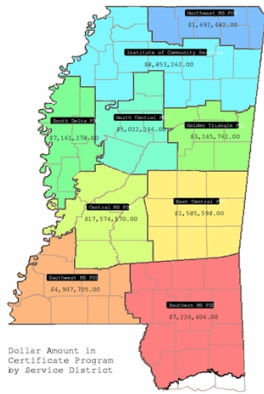 Northeast MS PD
$1,692,482.00
Institute of Community Se
$8,853,263.00
South Delta PD
$7,161,278.00
North Central P
$5,022,246.00
Golden Triangle P
$3,245,762.00
Central MS PD
$17,574,570.00
East Central P
$2,585,598.00
Southwest MS PD
$4,907,705.00
Southern MS PD
$7,226,406.00
Dollar Amount in
Certificate Program
by Service District